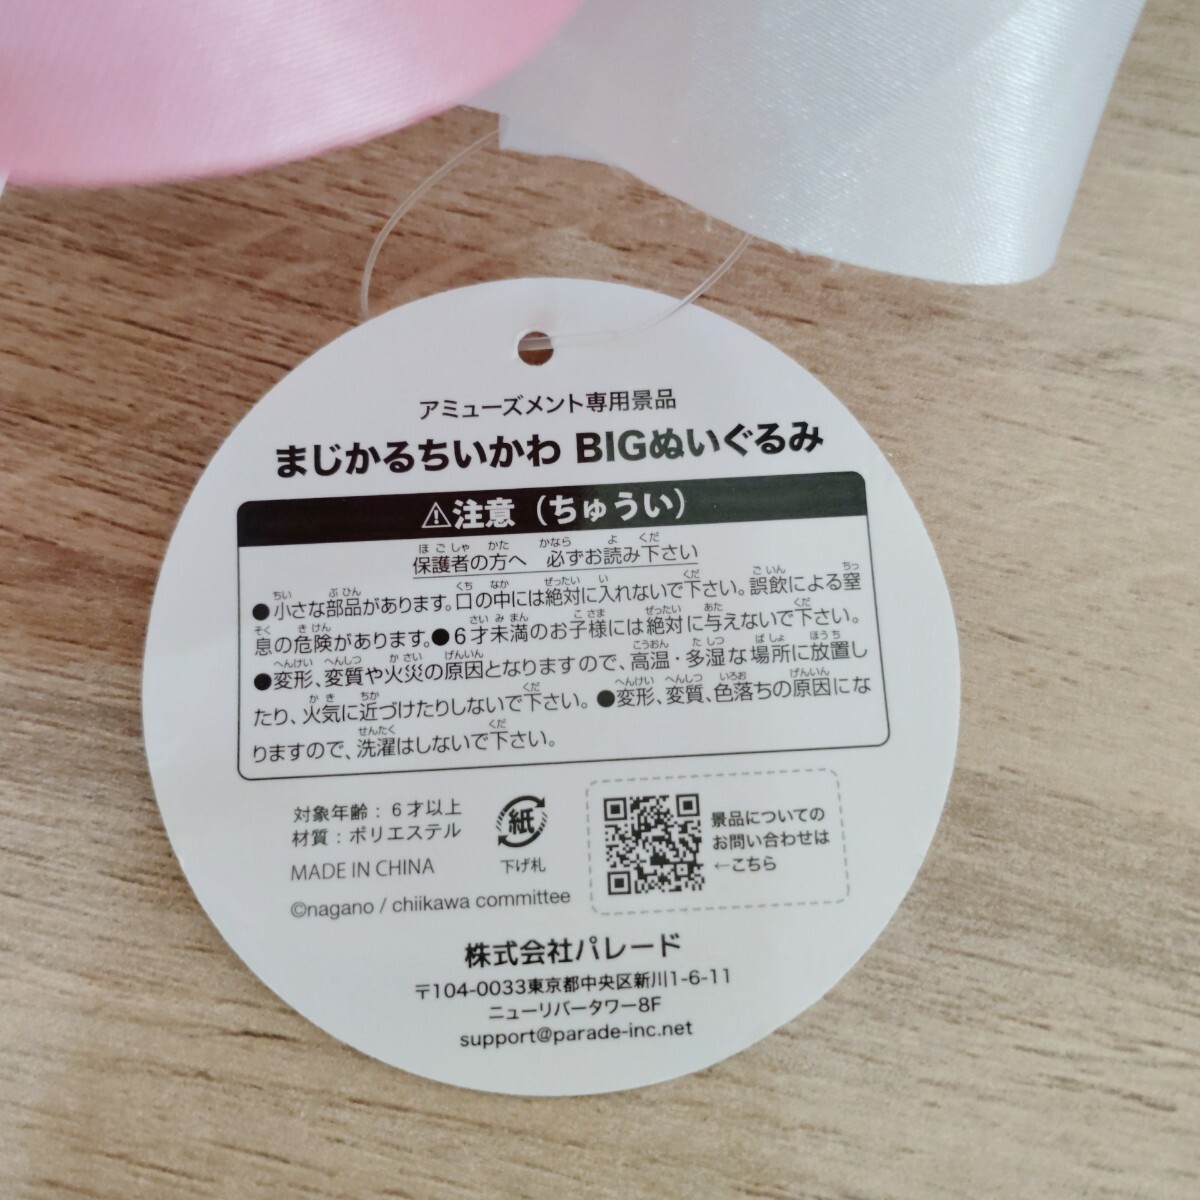 アミューズメント専用景品
まじかるちいかわ BIGぬいぐるみ
⚠注意（ちゅうい）
保護者の方へ 必ずお読み下さい
●小さな部品があります。口の中には絶対に入れないで下さい。誤飲による窒
息の危険があります。●6才未満のお子様には絶対に与えないで下さい。
●変形、変質や火災の原因となりますので、高温・多湿な場所に放置し
たり、火気に近づけたりしないで下さい。●変形、変質、色落ちの原因にな
りますので、洗濯はしないで下さい。
対象年齢：6才以上
材質：ポリエステル
MADE IN CHINA
©nagano / chiikawa committee
紙
下げ札
景品についての
お問い合わせは
←こちら
株式会社パレード
〒104-0033東京都中央区新川1-6-11
ニューリバータワー8F
support@parade-inc.net